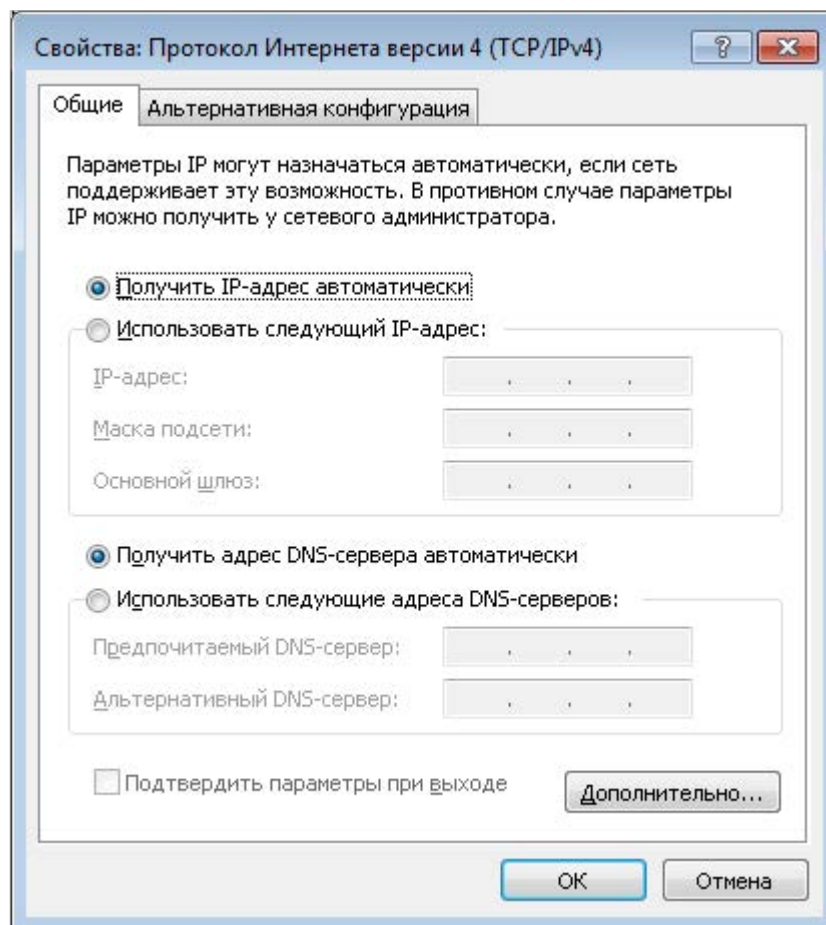 Свойства: Протокол Интернета версии 4 (TCP/IPv4)
Общие
Альтернативная конфигурация
Параметры IP могут назначаться автоматически, если сеть
поддерживает эту возможность. В противном случае параметры
IP можно получить у сетевого администратора.
Получить IP-адрес автоматически
Использовать следующий IP-адрес:
IP-адрес:
Маска подсети:
Основной шлюз:
Получить адрес DNS-сервера автоматически
Использовать следующие адреса DNS-серверов:
Предпочитаемый DNS-сервер:
Альтернативный DNS-сервер:
Подтвердить параметры при выходе
Дополнительно...
ОК
Отмена